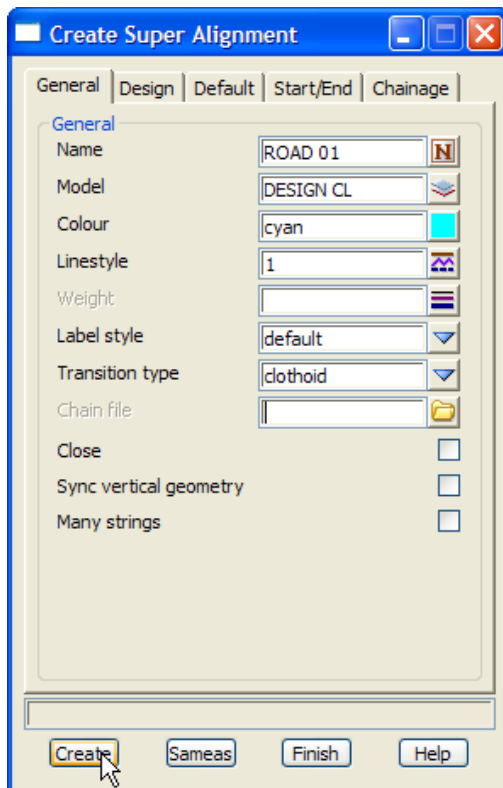 Create Super Alignment
General Design Default Start/End Chainage
General
Name ROAD 01 N
Model DESIGN CL
Colour cyan
Linestyle 1
Weight
Label style default
Transition type clothoid
Chain file
Close
Sync vertical geometry
Many strings
Create Sameas Finish Help